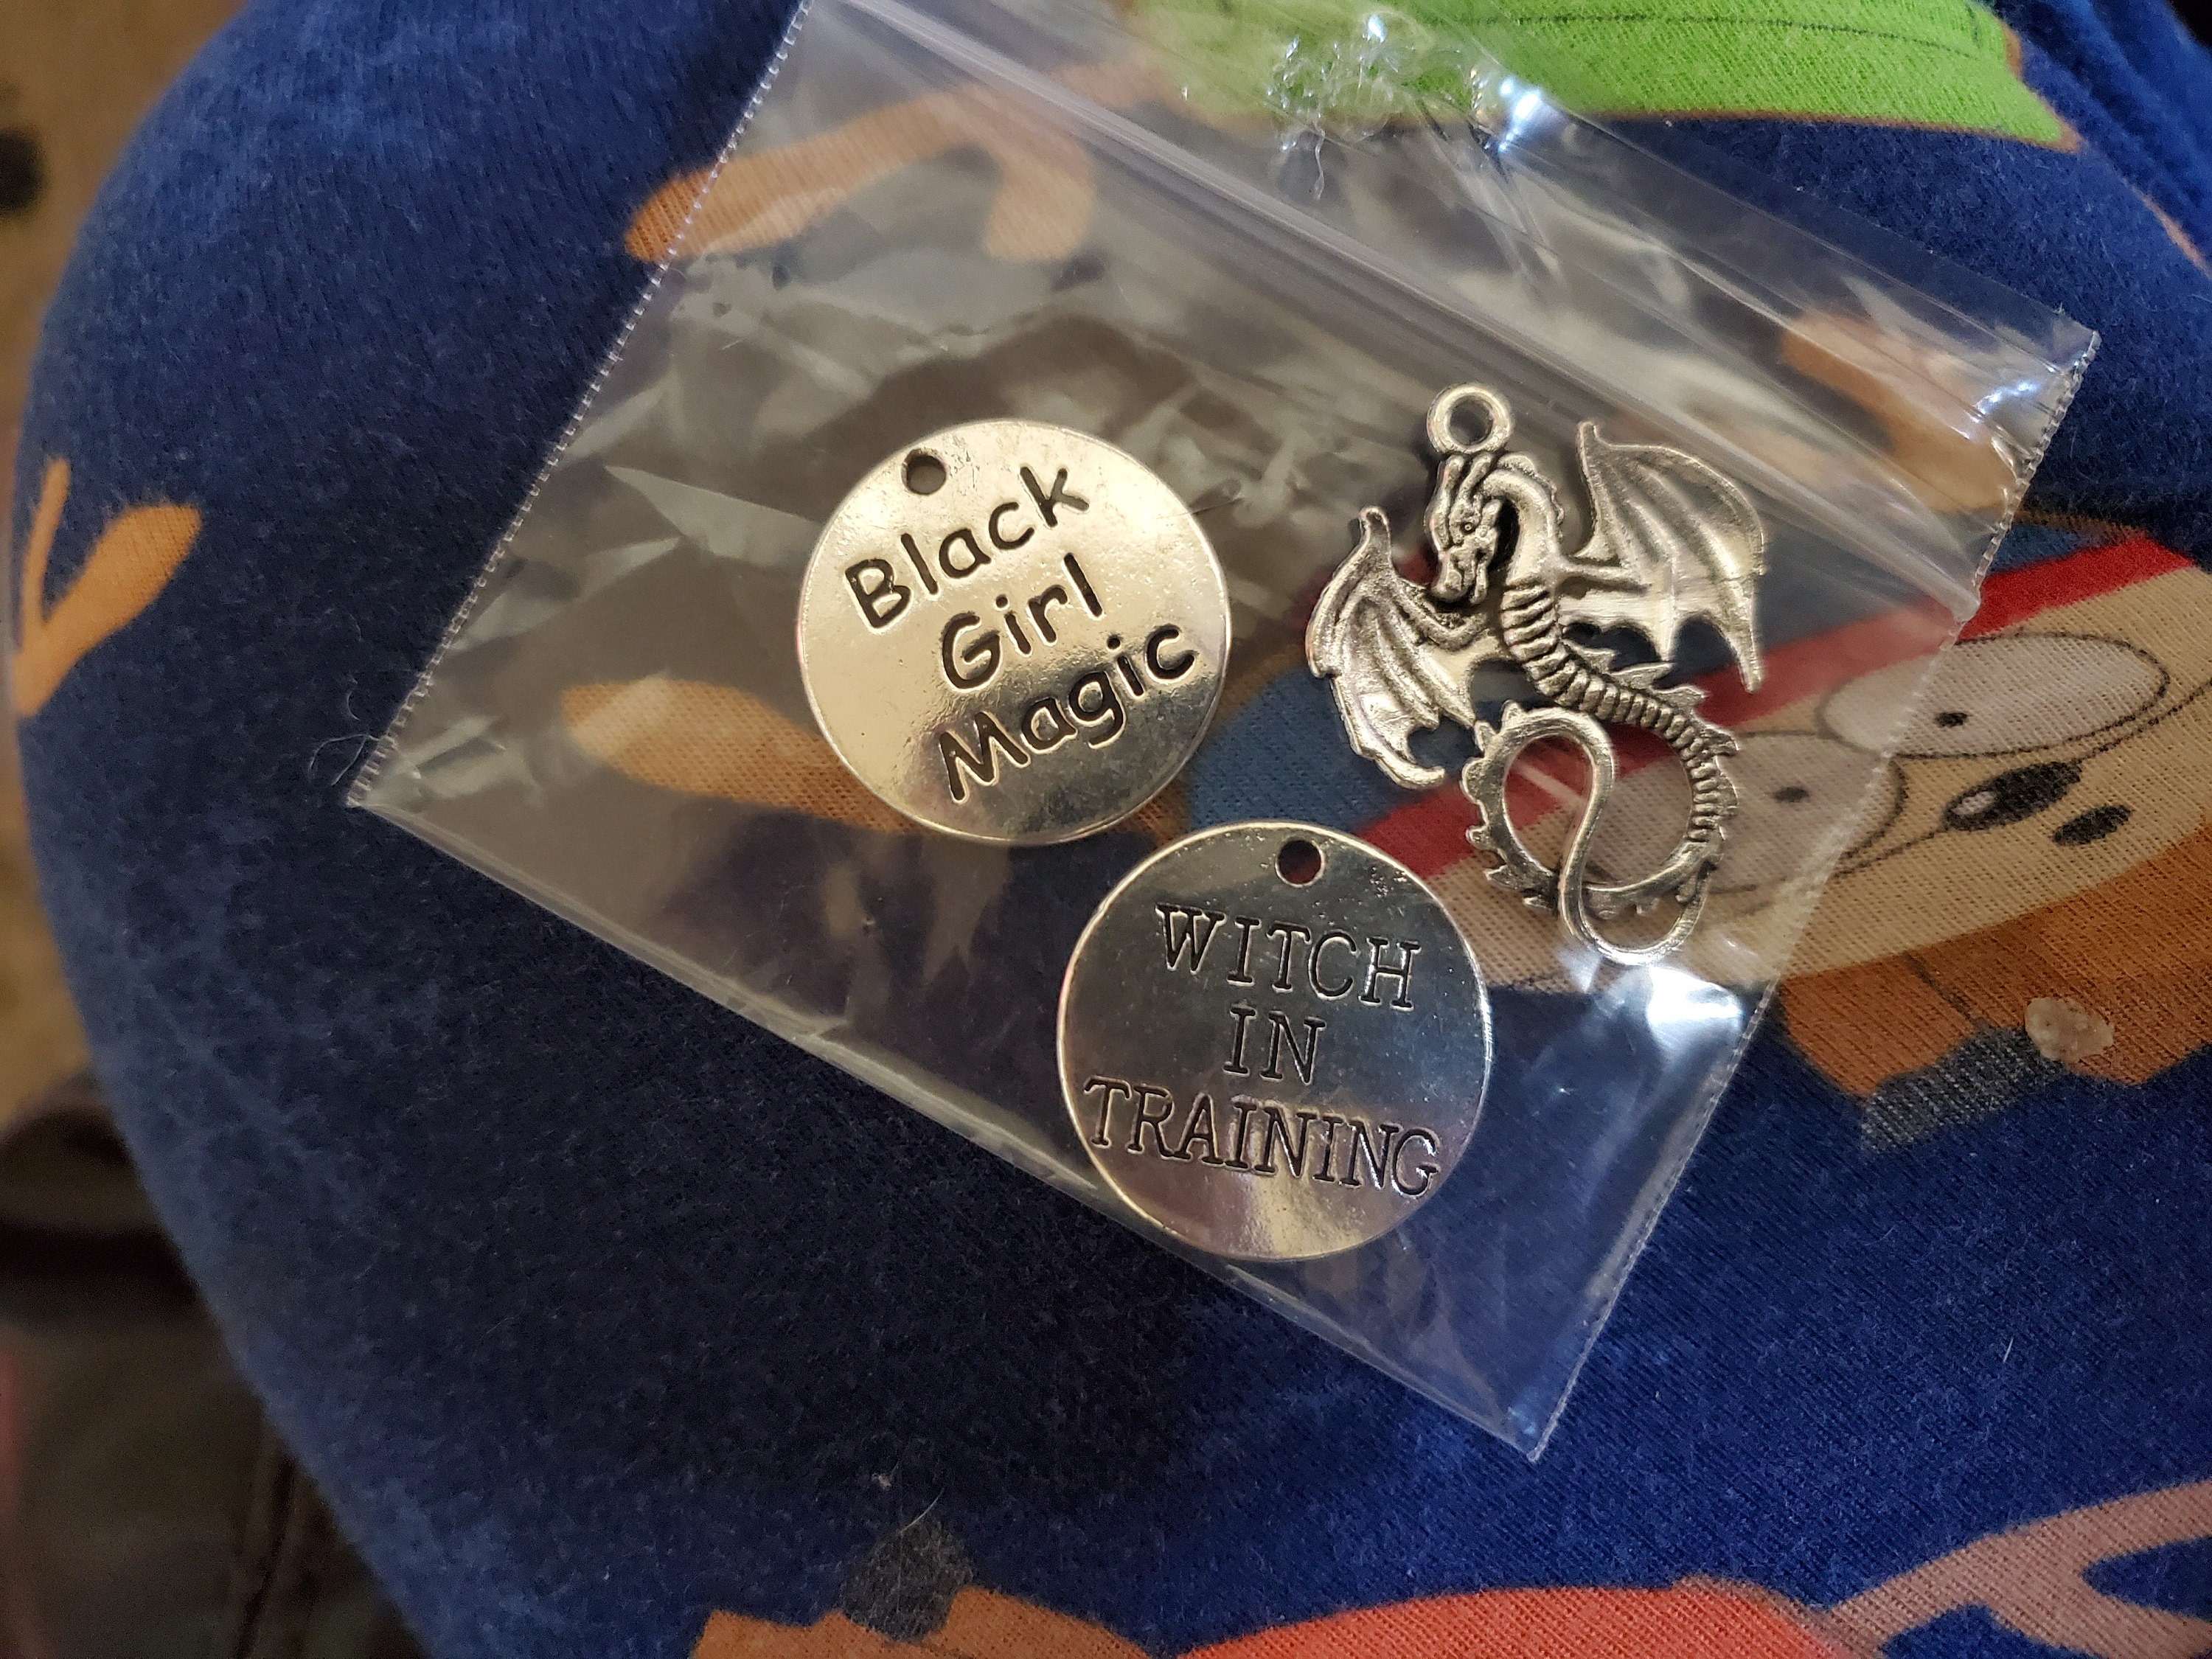 Black
Girl
Magic
WITCH
IN
TRAINING